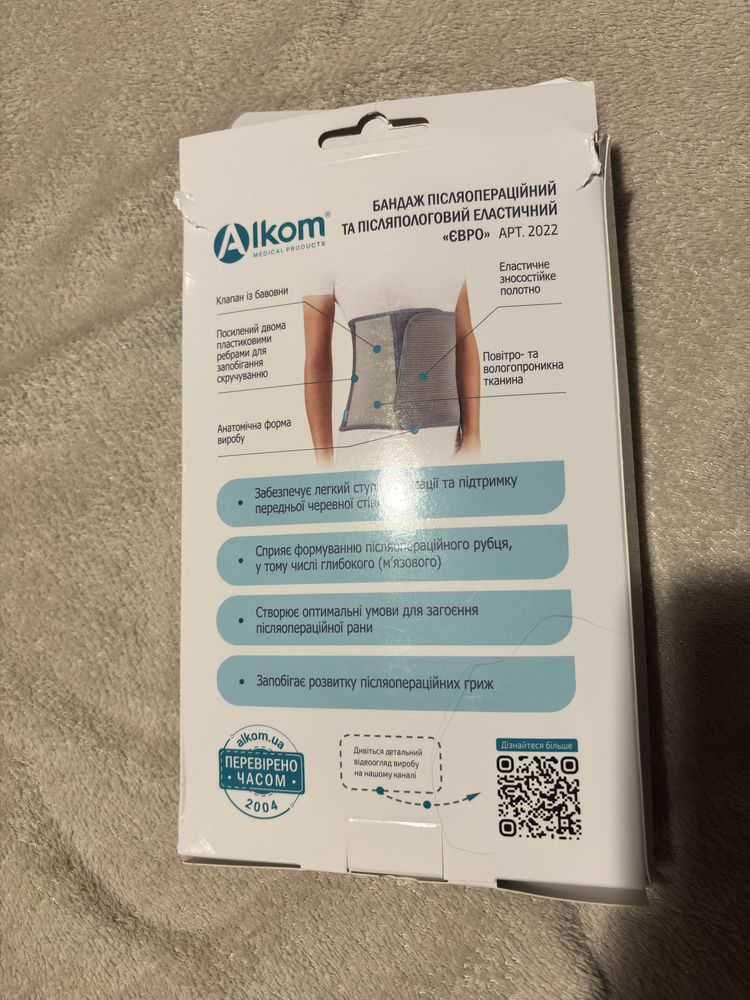 Alkom®
MEDICAL PRODUCTS
БАНДАЖ ПІСЛЯОПЕРАЦІЙНИЙ
ТА ПІСЛЯПОЛОГОВИЙ ЕЛАСТИЧНИЙ
«ЄВРО» АРТ. 2022
Клапан із бавовни
Посилений двома
пластиковими
ребрами для
запобігання
скручуванню
Анатомічна форма
виробу
Еластичне
зносостійке
полотно
Повітро- та
вологопроникна
тканина
• Забезпечує легкий та підтримку
передньої черевної
• Сприяє формуванню післяопераційного рубця,
у тому числі глибокого (м'язового)
• Створює оптимальні умови для загоєння
післяопераційної рани
• Запобігає розвитку післяопераційних гриж
alkom.ua
ПЕРЕВІРЕНО
• ЧАСОМ •
2004
Дивіться детальний
відеоогляд виробу
на нашому каналі
Дізнайтеся більше